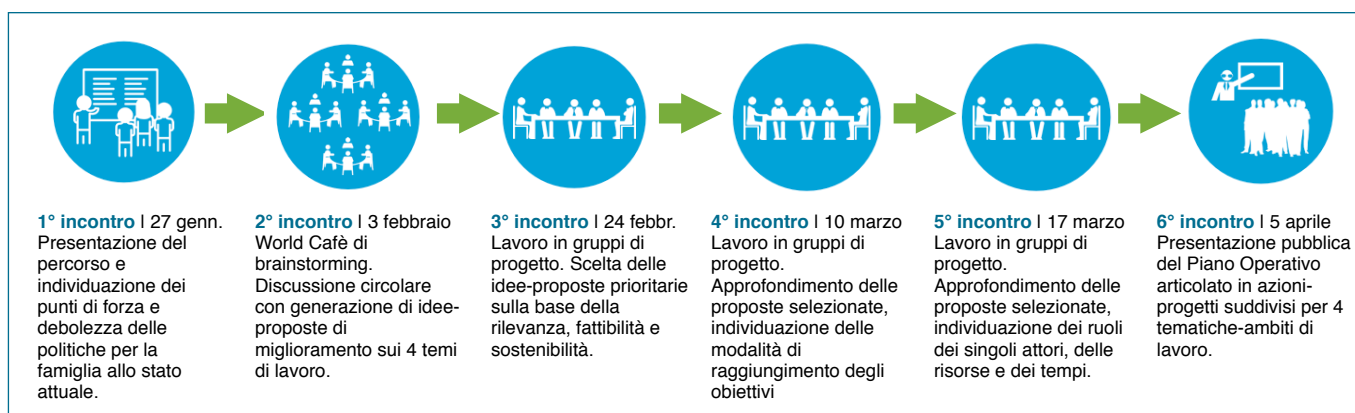 1° incontro | 27 genn.
Presentazione del
percorso e
individuazione dei
punti di forza e
debolezza delle
politiche per la
famiglia allo stato
attuale.
2° incontro | 3 febbraio
World Cafè di
brainstorming.
Discussione circolare
con generazione di idee-
proposte di
miglioramento sui 4 temi
di lavoro.
3° incontro | 24 febbr.
Lavoro in gruppi di
progetto. Scelta delle
idee-proposte prioritarie
sulla base della
rilevanza, fattibilità e
sostenibilità.
4° incontro | 10 marzo
Lavoro in gruppi di
progetto.
Approfondimento delle
proposte selezionate,
individuazione delle
modalità di
raggiungimento degli
obiettivi
5° incontro | 17 marzo
Lavoro in gruppi di
progetto.
Approfondimento delle
proposte selezionate,
individuazione dei ruoli
dei singoli attori, delle
risorse e dei tempi.
6° incontro | 5 aprile
Presentazione pubblica
del Piano Operativo
articolato in azioni-
progetti suddivisi per 4
tematiche-ambiti di
lavoro.